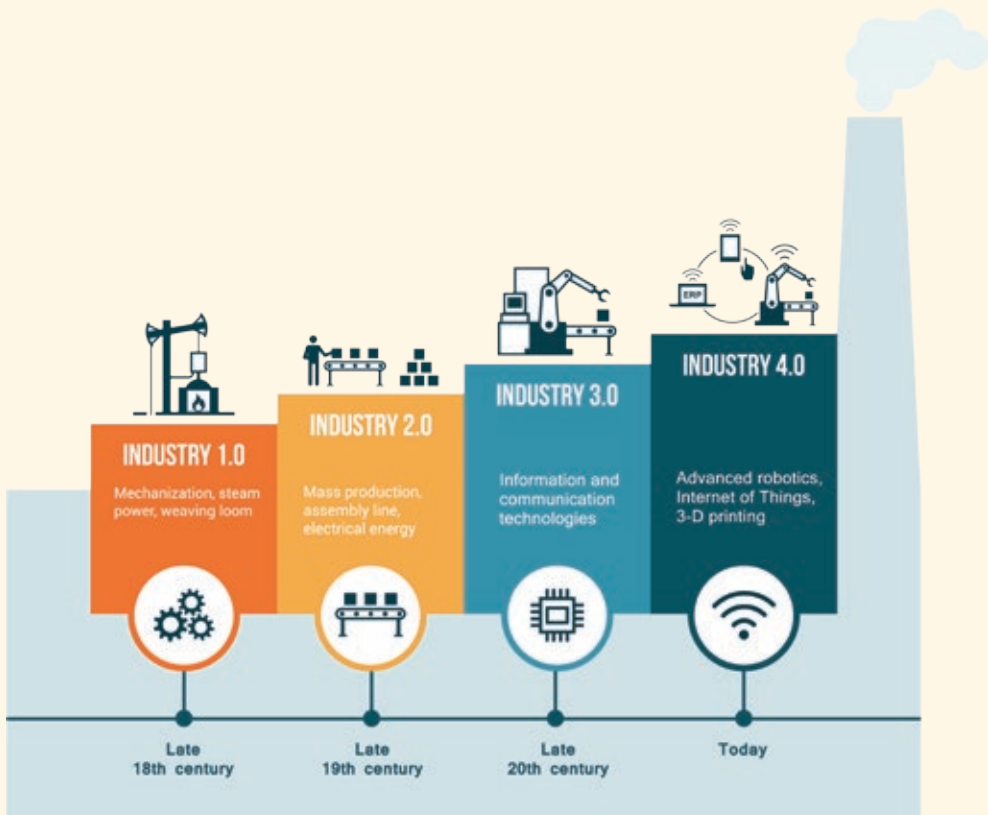 ERP
INDUSTRY 1.0
Mechanization, steam
power, weaving loom
INDUSTRY 2.0
Mass production,
assembly line,
electrical energy
INDUSTRY 3.0
Information and
communication
technologies
INDUSTRY 4.0
Advanced robotics,
Internet of Things,
3-D printing
Late
18th century
Late
19th century
Late
20th century
Today